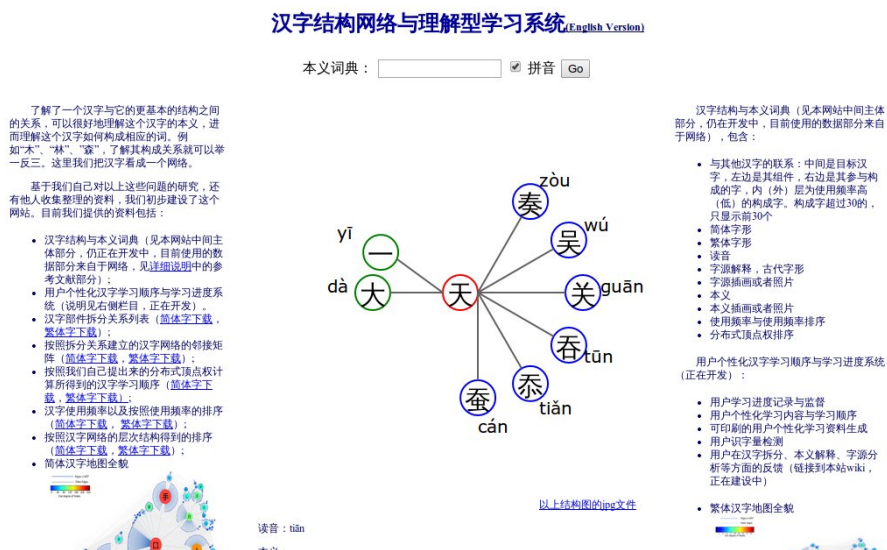 汉字结构网络与理解型学习系统(English Version)
本义词典： 拼音 Go
了解了一个汉字与它的更基本的结构之间
的关系，可以很好地理解这个汉字的本义，进
而理解这个汉字如何构成相应的词。例
如“木”、“林”、”森”，了解其构成关系就可以举
一反三。这里我们把汉字看成一个网络。
基于我们自己对以上这些问题的研究，还
有他人收集整理的资料，我们初步建设了这个
网站。目前我们提供的资料包括：
汉字结构与本义词典（见本网站中间主
体部分，仍正在开发中，目前使用的数
据部分来自于网络，见详细说明中的参
考文献部分）;
用户个性化汉字学习顺序与学习进度系
统（说明见右侧栏目，正在开发）。
汉字部件拆分关系列表（简体字下载，
繁体字下载）;
按照拆分关系建立的汉字网络的邻接矩
阵（简体字下载，繁体字下载）;
按照我们自己提出来的分布式顶点权计
算所得到的汉字学习顺序（简体字下
载，繁体字下载）;
汉字使用频率以及按照使用频率的排序
（简体字下载， 繁体字下载）;
按照汉字网络的层次结构得到的排序
（简体字下载，繁体字下载）;
简体汉字地图全貌
手
口
yī
一
dà
大
天
zòu
奏
wú
吴
关
guān
吞
tūn
忝
tiǎn
蚕
cán
以上结构图的jpg文件
读音：tiān
汉字结构与本义词典（见本网站中间主体
部分，仍在开发中，目前使用的数据部分来自
于网络），包含：
与其他汉字的联系：中间是目标汉
字，左边是其组件，右边是其参与构
成的字，内（外）层为使用频率高
（低）的构成字。构成字超过30的，
只显示前30个
简体字形
繁体字形
读音
字源解释，古代字形
字源插画或者照片
本义
本义插画或者照片
使用频率与使用频率排序
分布式顶点权排序
用户个性化汉字学习顺序与学习进度系统
（正在开发）：
用户学习进度记录与监督
用户个性化学习内容与学习顺序
可印刷的用户个性化学习资料生成
用户识字量检测
用户在汉字拆分、本义解释、字源分
析等方面的反馈（链接到本站wiki，
正在建设中）
繁体汉字地图全貌